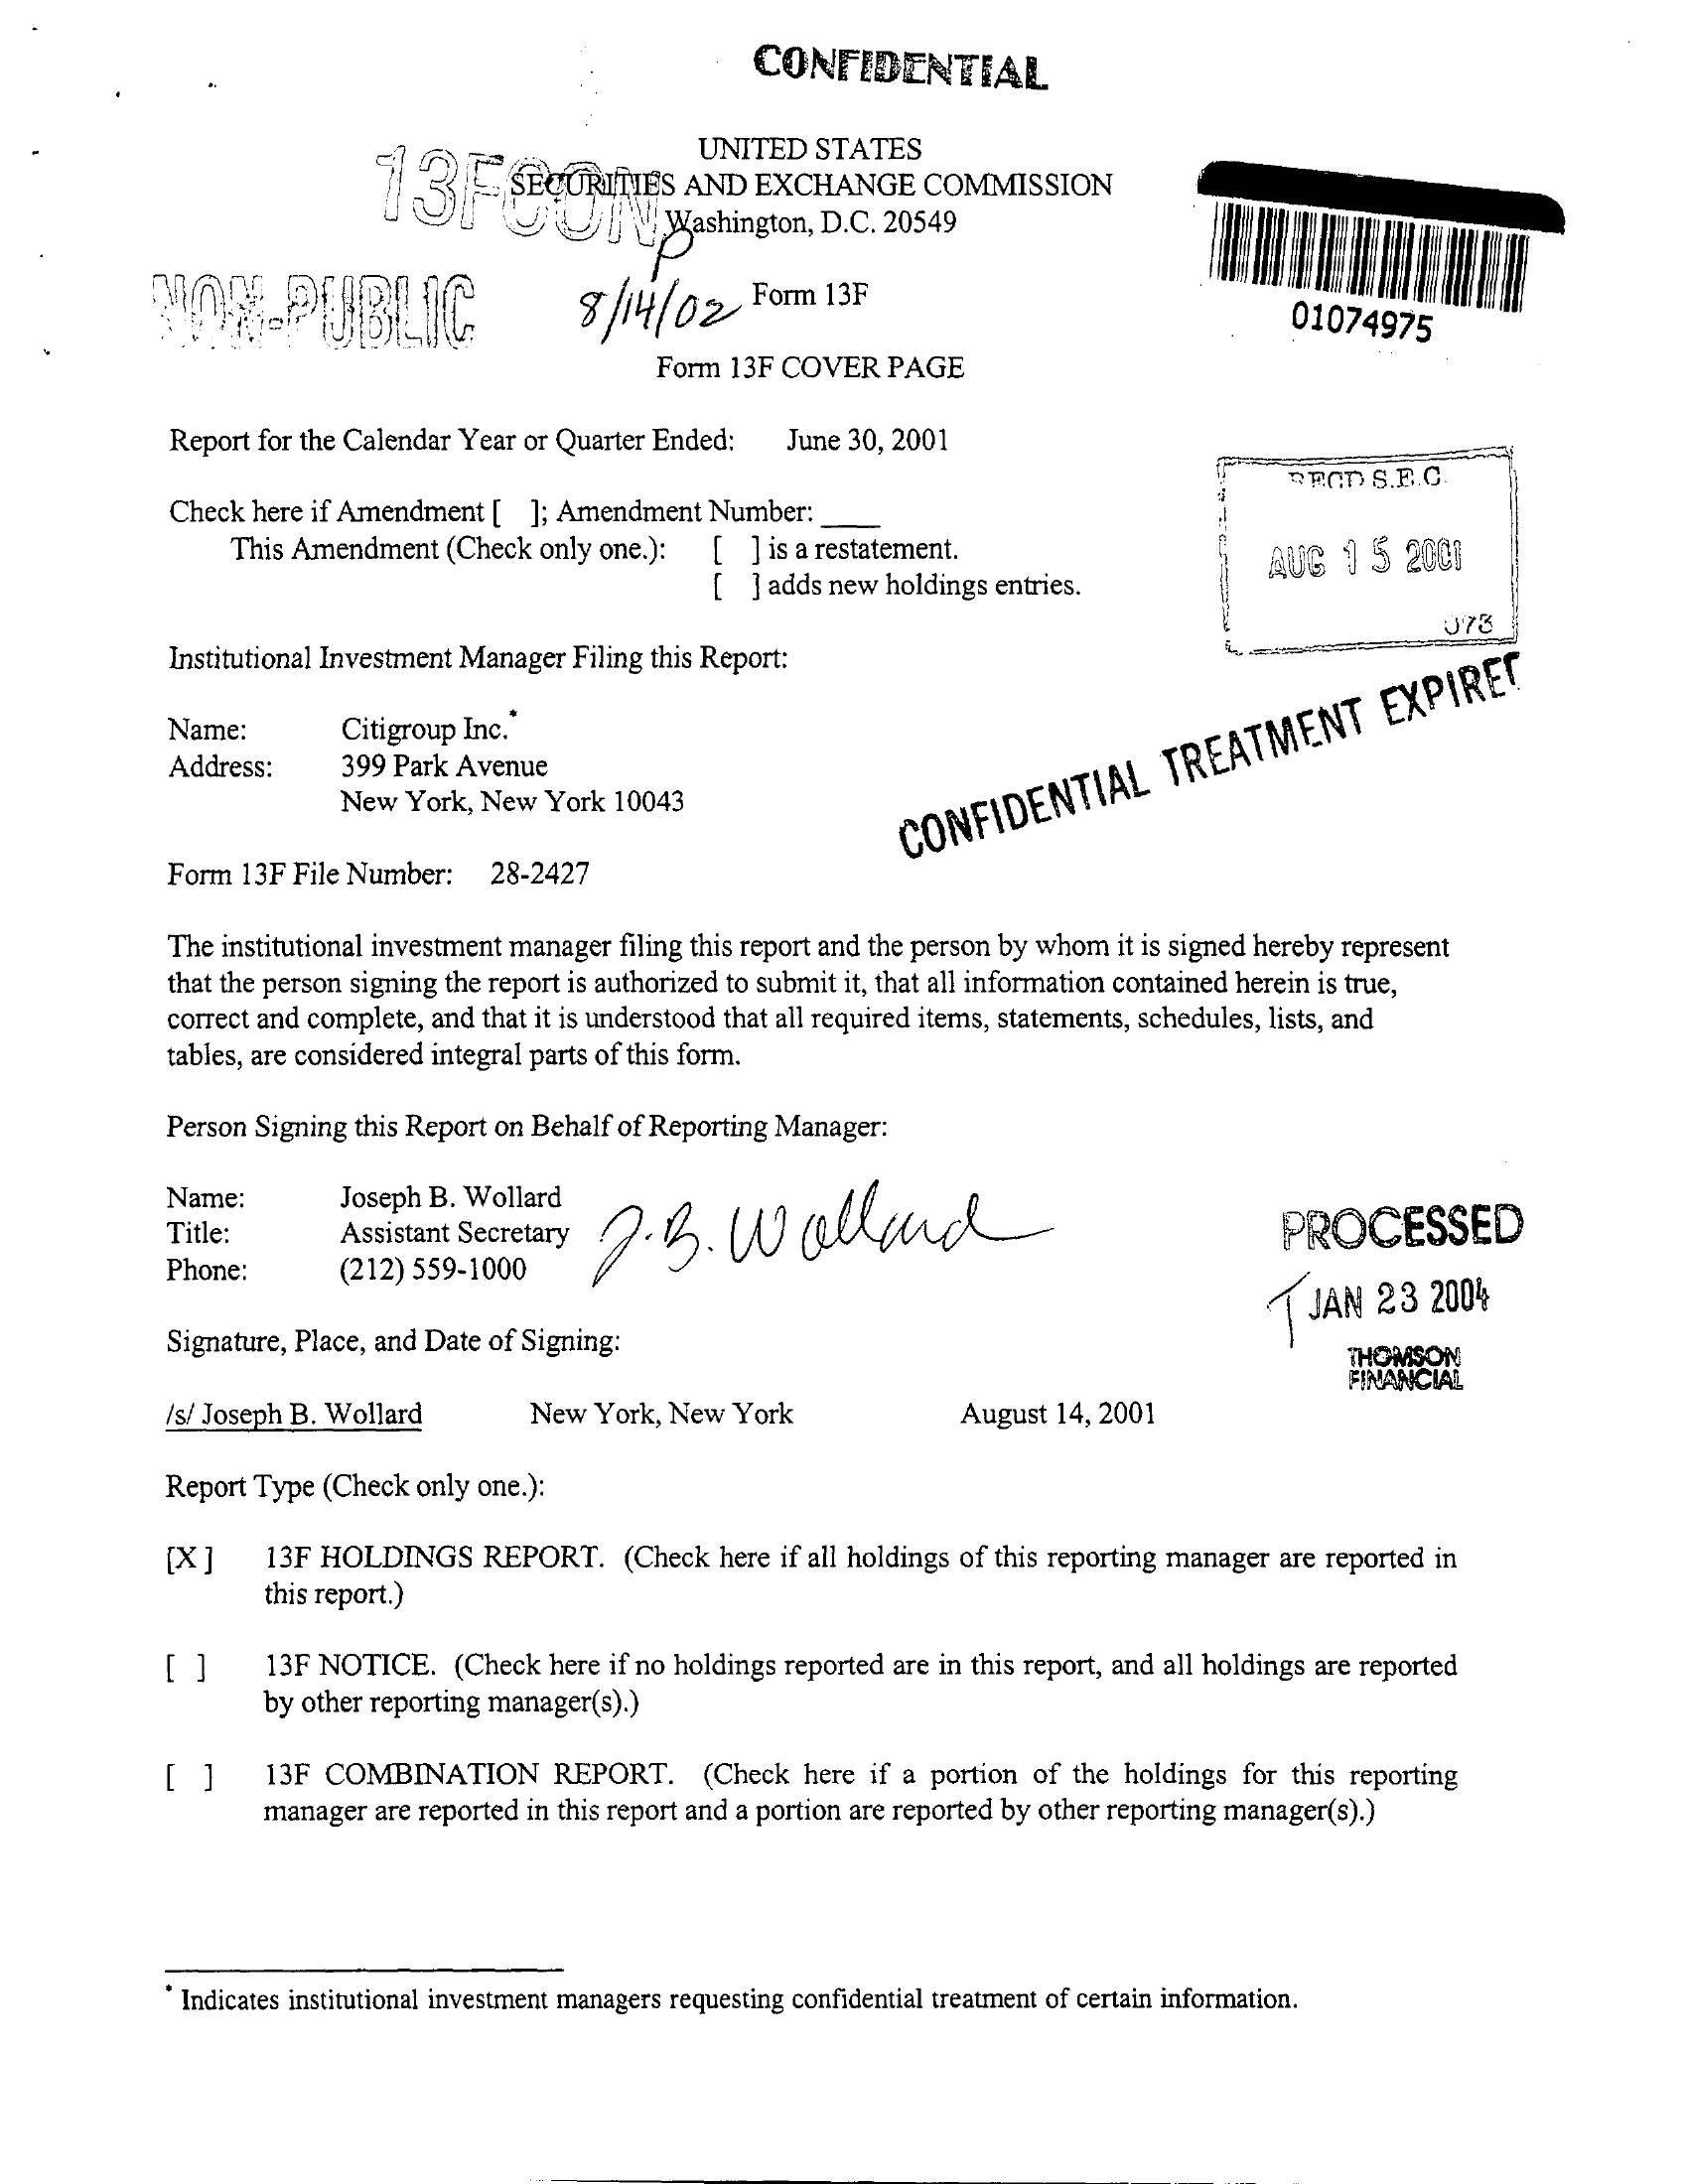 CONFIDENTIAL
UNITED STATES
13FCON
SECURITIES AND EXCHANGE COMMISSION
Washington, D.C. 20549
P
NON-PUBLIC
8/14/02
Form 13F
01074975
Form 13F COVER PAGE
Report for the Calendar Year or Quarter Ended: June 30, 2001
REC'D S.E.C.
Check here if Amendment [ ]; Amendment Number: ____
This Amendment (Check only one.): [ ] is a restatement.
[ ] adds new holdings entries.
AUG 15 2001
073
Institutional Investment Manager Filing this Report:
CONFIDENTIAL TREATMENT EXPIRED
Name: Citigroup Inc.*
Address: 399 Park Avenue
New York, New York 10043
Form 13F File Number: 28-2427
The institutional investment manager filing this report and the person by whom it is signed hereby represent
that the person signing the report is authorized to submit it, that all information contained herein is true,
correct and complete, and that it is understood that all required items, statements, schedules, lists, and
tables, are considered integral parts of this form.
Person Signing this Report on Behalf of Reporting Manager:
Name: Joseph B. Wollard
Title: Assistant Secretary
Phone: (212) 559-1000
J.B. Wollard
PROCESSED
JAN 23 2004
THOMSON
FINANCIAL
Signature, Place, and Date of Signing:
/s/ Joseph B. Wollard New York, New York August 14, 2001
Report Type (Check only one.):
[X ] 13F HOLDINGS REPORT. (Check here if all holdings of this reporting manager are reported in
this report.)
[ ] 13F NOTICE. (Check here if no holdings reported are in this report, and all holdings are reported
by other reporting manager(s).)
[ ] 13F COMBINATION REPORT. (Check here if a portion of the holdings for this reporting
manager are reported in this report and a portion are reported by other reporting manager(s).)
* Indicates institutional investment managers requesting confidential treatment of certain information.